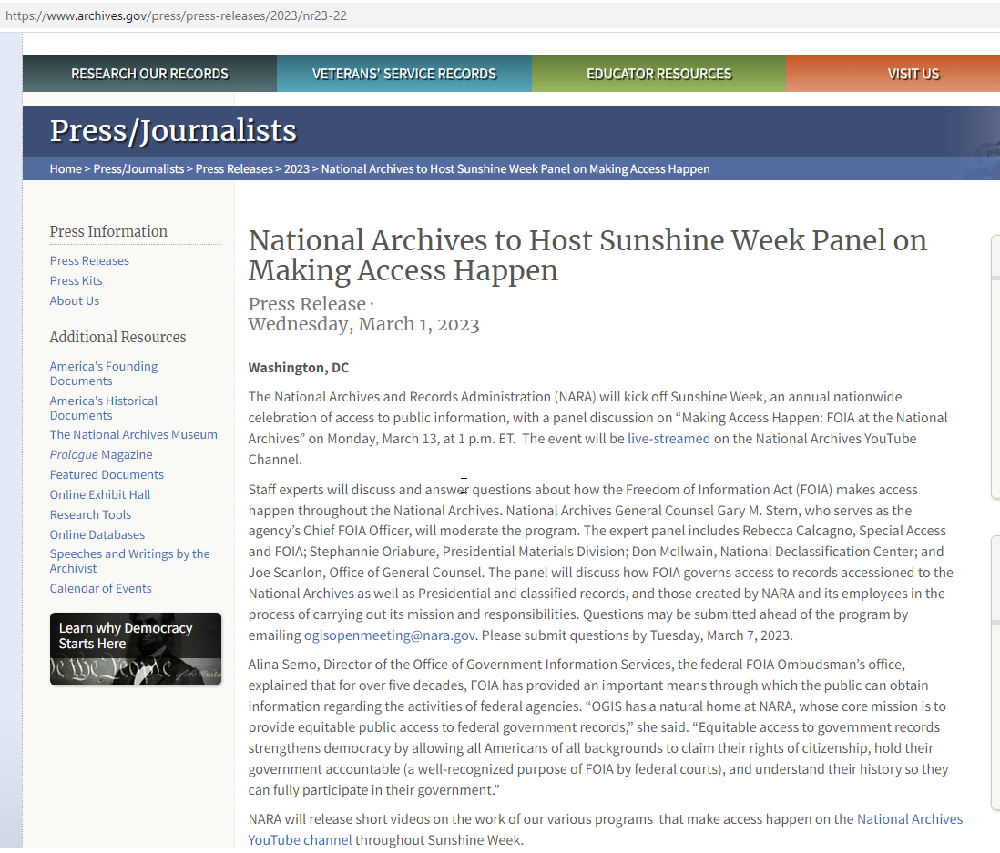 https://www.archives.gov/press/press-releases/2023/nr23-22
RESEARCH OUR RECORDS
VETERANS' SERVICE RECORDS
EDUCATOR RESOURCES
VISIT US
Press/Journalists
Home > Press/Journalists > Press Releases > 2023 > National Archives to Host Sunshine Week Panel on Making Access Happen
Press Information
Press Releases
Press Kits
About Us
Additional Resources
America's Founding
Documents
America's Historical
Documents
The National Archives Museum
Prologue Magazine
Featured Documents
Online Exhibit Hall
Research Tools
Online Databases
Speeches and Writings by the
Archivist
Calendar of Events
Learn why Democracy
Starts Here
We the People
National Archives to Host Sunshine Week Panel on
Making Access Happen
Press Release ·
Wednesday, March 1, 2023
Washington, DC
The National Archives and Records Administration (NARA) will kick off Sunshine Week, an annual nationwide
celebration of access to public information, with a panel discussion on “Making Access Happen: FOIA at the National
Archives” on Monday, March 13, at 1 p.m. ET.  The event will be live-streamed on the National Archives YouTube
Channel.
Staff experts will discuss and answer questions about how the Freedom of Information Act (FOIA) makes access
happen throughout the National Archives. National Archives General Counsel Gary M. Stern, who serves as the
agency’s Chief FOIA Officer, will moderate the program. The expert panel includes Rebecca Calcagno, Special Access
and FOIA; Stephannie Oriabure, Presidential Materials Division; Don McIlwain, National Declassification Center; and
Joe Scanlon, Office of General Counsel. The panel will discuss how FOIA governs access to records accessioned to the
National Archives as well as Presidential and classified records, and those created by NARA and its employees in the
process of carrying out its mission and responsibilities. Questions may be submitted ahead of the program by
emailing ogisopenmeeting@nara.gov. Please submit questions by Tuesday, March 7, 2023.
Alina Semo, Director of the Office of Government Information Services, the federal FOIA Ombudsman’s office,
explained that for over five decades, FOIA has provided an important means through which the public can obtain
information regarding the activities of federal agencies. “OGIS has a natural home at NARA, whose core mission is to
provide equitable public access to federal government records,” she said. “Equitable access to government records
strengthens democracy by allowing all Americans of all backgrounds to claim their rights of citizenship, hold their
government accountable (a well-recognized purpose of FOIA by federal courts), and understand their history so they
can fully participate in their government.”
NARA will release short videos on the work of our various programs  that make access happen on the National Archives
YouTube channel throughout Sunshine Week.